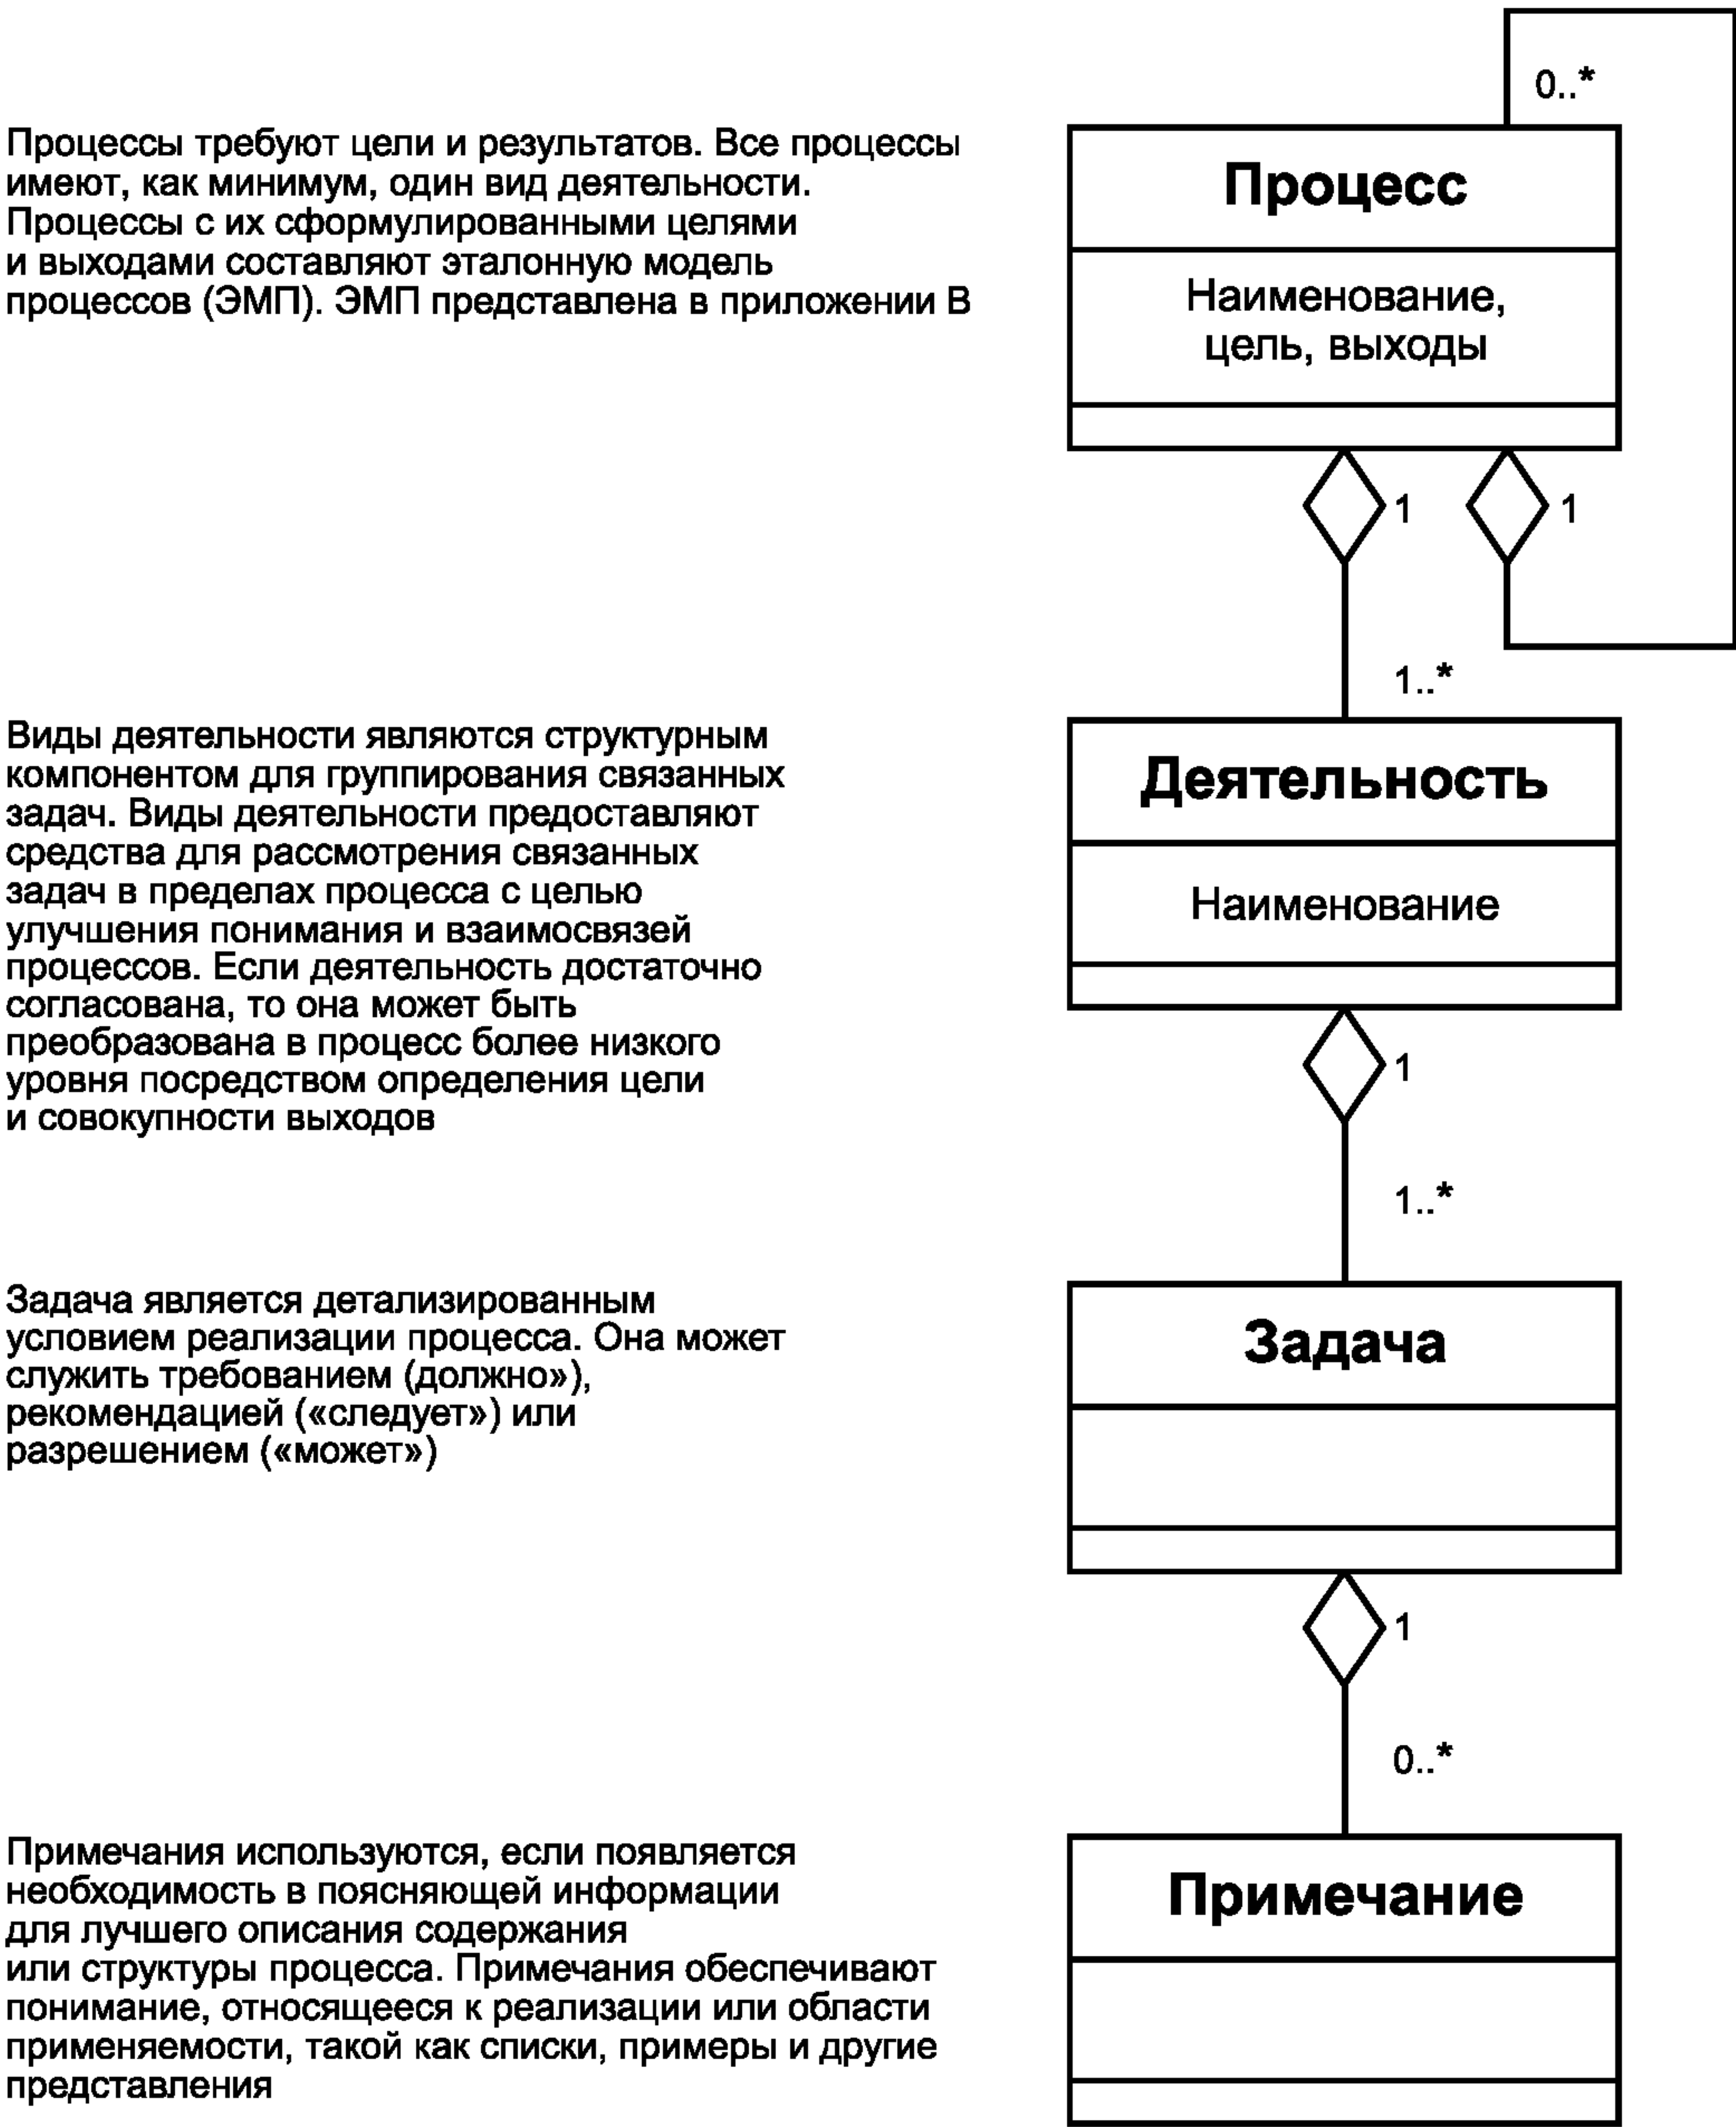 0..*
Процессы требуют цели и результатов. Все процессы
имеют, как минимум, один вид деятельности.
Процессы с их сформулированными целями
и выходами составляют эталонную модель
процессов (ЭМП). ЭМП представлена в приложении В
Процесс
Наименование,
цель, выходы
1
1
1..*
Виды деятельности являются структурным
компонентом для группирования связанных
задач. Виды деятельности предоставляют
средства для рассмотрения связанных
задач в пределах процесса с целью
улучшения понимания и взаимосвязей
процессов. Если деятельность достаточно
согласована, то она может быть
преобразована в процесс более низкого
уровня посредством определения цели
и совокупности выходов
Деятельность
Наименование
1
1..*
Задача является детализированным
условием реализации процесса. Она может
служить требованием (должно»),
рекомендацией («следует») или
разрешением («может»)
Задача
1
0..*
Примечания используются, если появляется
необходимость в поясняющей информации
для лучшего описания содержания
или структуры процесса. Примечания обеспечивают
понимание, относящееся к реализации или области
применяемости, такой как списки, примеры и другие
представления
Примечание